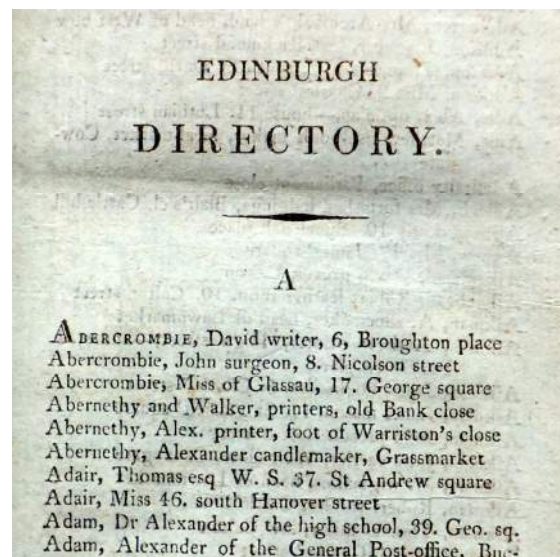 EDINBURGH
DIRECTORY.
A
ABERCROMBIE, David writer, 6, Broughton place
Abercrombie, John surgeon, 8. Nicolson street
Abercrombie, Miss of Glassau, 17. George square
Abernethy and Walker, printers, old Bank close
Abernethy, Alex. printer, foot of Warriston's close
Abernethy, Alexander candlemaker, Grassmarket
Adair, Thomas esq W. S. 37. St Andrew square
Adair, Miss 46. south Hanover street
Adam, Dr Alexander of the high school, 39. Geo. sq.
Adam, Alexander of the General Post-office, Buc-